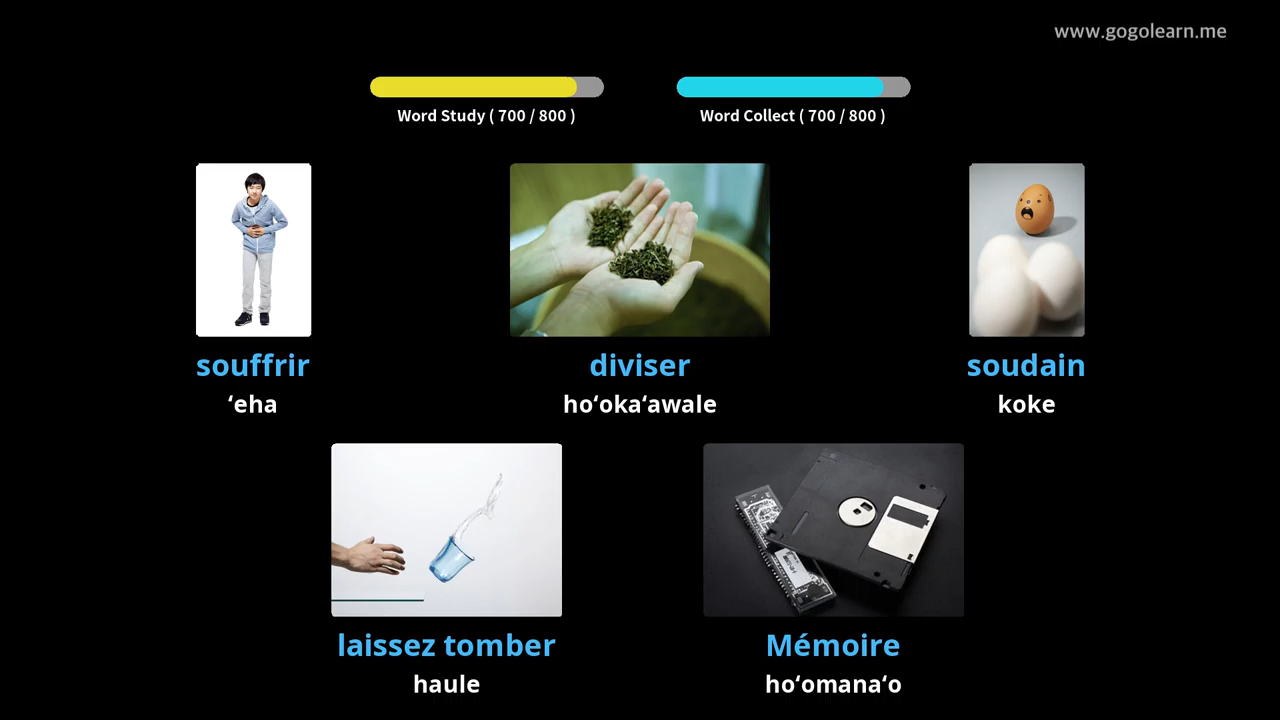 www.gogolearn.me
Word Study ( 700 / 800 )
Word Collect ( 700 / 800 )
souffrir
diviser
soudain
ʻeha
hoʻokaʻawale
koke
laissez tomber
Mémoire
haule
hoʻomanaʻo